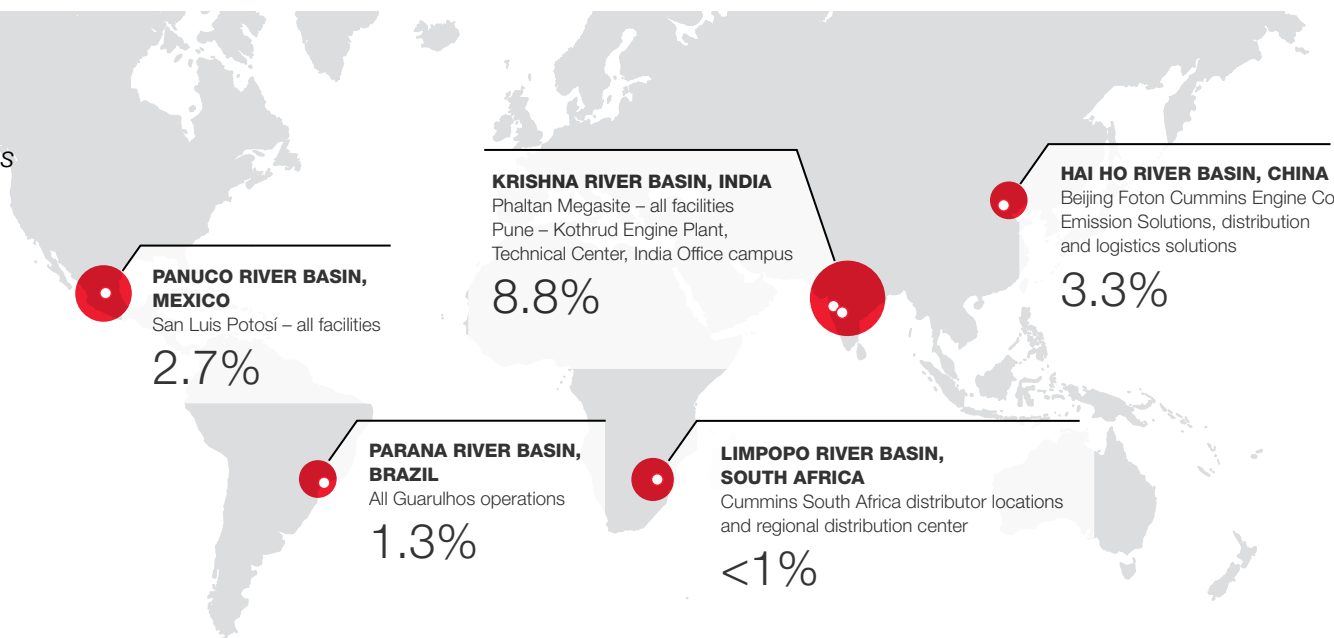 S
KRISHNA RIVER BASIN, INDIA
Phaltan Megasite – all facilities
Pune – Kothrud Engine Plant,
Technical Center, India Office campus
8.8%
HAI HO RIVER BASIN, CHINA
Beijing Foton Cummins Engine Co
Emission Solutions, distribution
and logistics solutions
3.3%
PANUCO RIVER BASIN,
MEXICO
San Luis Potosí – all facilities
2.7%
PARANA RIVER BASIN,
BRAZIL
All Guarulhos operations
1.3%
LIMPOPO RIVER BASIN,
SOUTH AFRICA
Cummins South Africa distributor locations
and regional distribution center
<1%